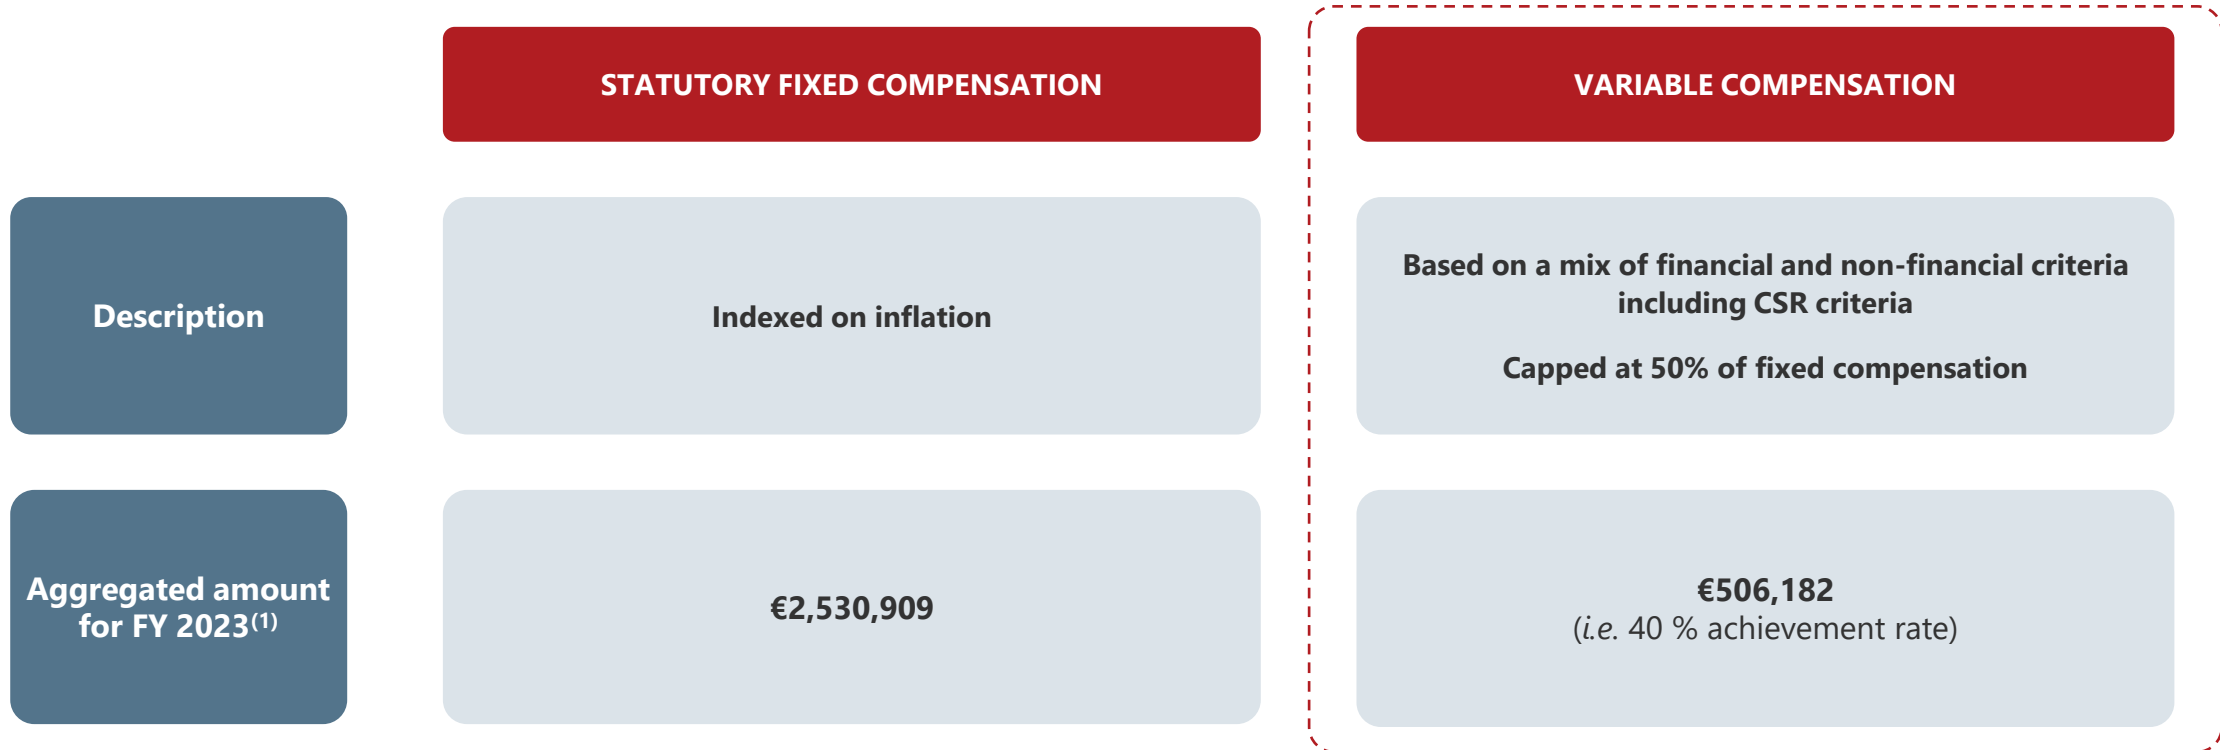 STATUTORY FIXED COMPENSATION
VARIABLE COMPENSATION
Description
Indexed on inflation
Based on a mix of financial and non-financial criteria
including CSR criteria
Capped at 50% of fixed compensation
Aggregated amount
for FY 2023(1)
€2,530,909
€506,182
(i.e. 40 % achievement rate)